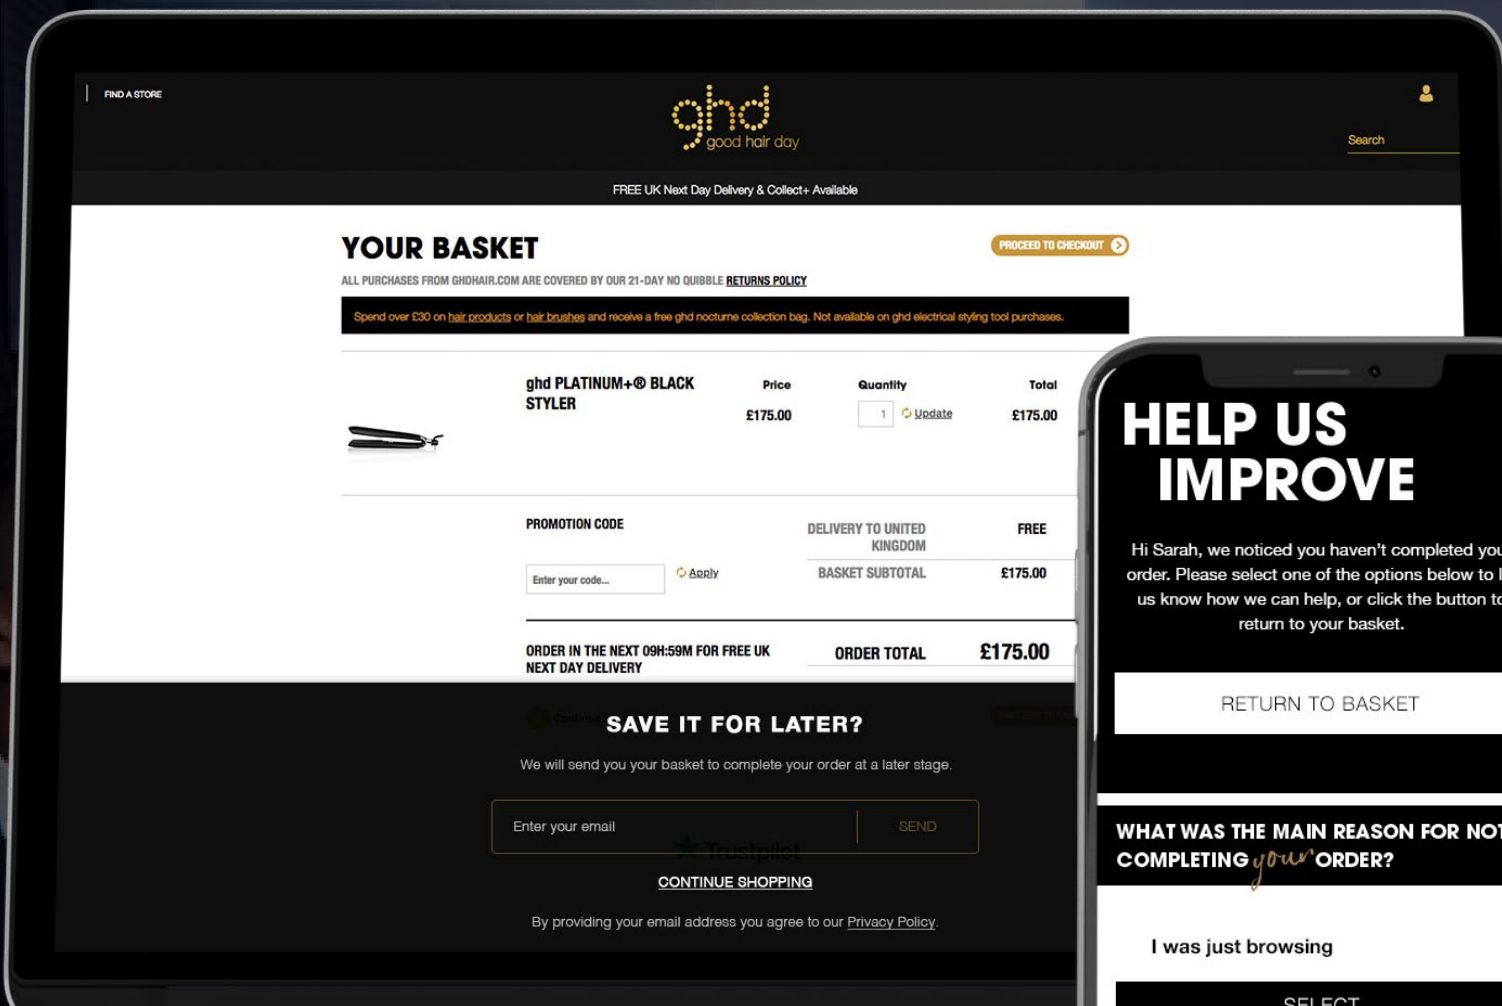 FIND A STORE
ghd
good hair day
Search
FREE UK Next Day Delivery & Collect+ Available
YOUR BASKET
PROCEED TO CHECKOUT
ALL PURCHASES FROM GHDHAIR.COM ARE COVERED BY OUR 21-DAY NO QUIBBLE RETURNS POLICY
Spend over £30 on hair products or hair brushes and receive a free ghd nocturne collection bag. Not available on ghd electrical styling tool purchases.
ghd PLATINUM+® BLACK
STYLER
Price
Quantity
Total
£175.00
1
Update
£175.00
PROMOTION CODE
Enter your code...
Apply
DELIVERY TO UNITED
KINGDOM
FREE
BASKET SUBTOTAL
£175.00
ORDER IN THE NEXT 09H:59M FOR FREE UK
NEXT DAY DELIVERY
ORDER TOTAL
£175.00
Continue
SAVE IT FOR LATER?
We will send you your basket to complete your order at a later stage.
Enter your email
SEND
Trustpilot
CONTINUE SHOPPING
By providing your email address you agree to our Privacy Policy.
HELP US
IMPROVE
Hi Sarah, we noticed you haven't completed you
order. Please select one of the options below to l
us know how we can help, or click the button to
return to your basket.
RETURN TO BASKET
WHAT WAS THE MAIN REASON FOR NOT
COMPLETING your ORDER?
I was just browsing
SELECT